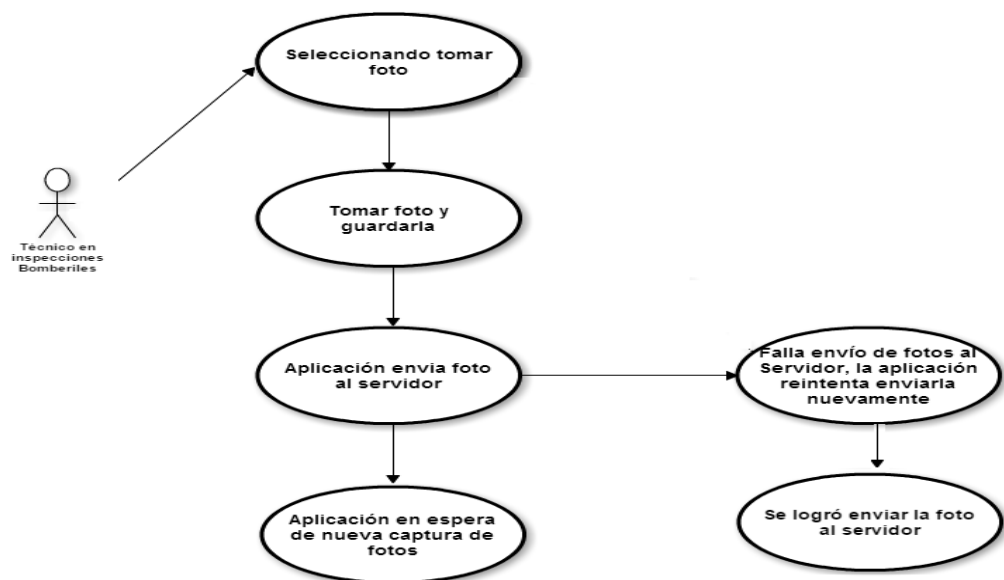 Seleccionando tomar
foto
Tomar foto y
guardarla
Técnico en
inspecciones
Bomberiles
Aplicación envia foto
al servidor
Falla envío de fotos al
Servidor, la aplicación
reintenta enviarla
nuevamente
Aplicación en espera
de nueva captura de
fotos
Se logró enviar la foto
al servidor